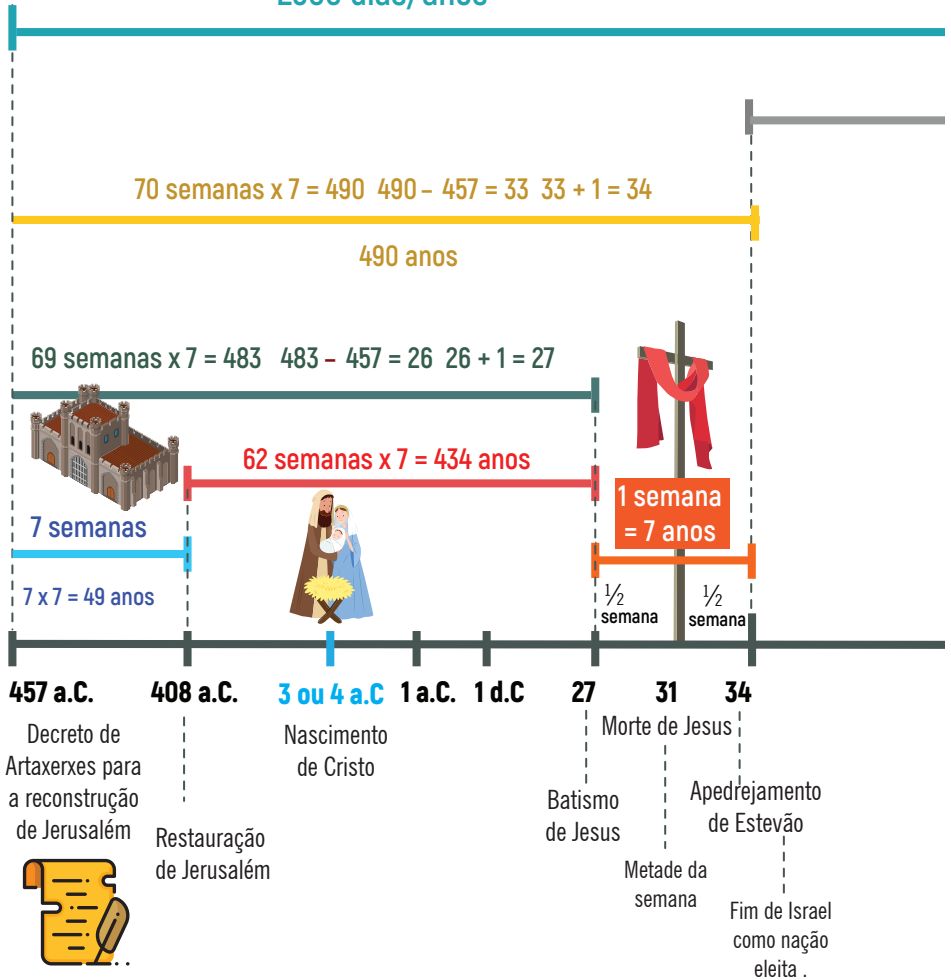 70 semanas x 7 = 490 490 – 457 = 33 33 + 1 = 34
490 anos
69 semanas x 7 = 483 483 – 457 = 26 26 + 1 = 27
62 semanas x 7 = 434 anos
1 semana
= 7 anos
7 semanas
7 x 7 = 49 anos
½
semana
½
semana
457 a.C.
408 a.C.
3 ou 4 a.C
1 a.C.
1 d.C
27
31
34
Decreto de
Artaxerxes para
a reconstrução
de Jerusalém
Restauração
de Jerusalém
Nascimento
de Cristo
Batismo
de Jesus
Morte de Jesus
Metade da
semana
Apedrejamento
de Estevão
Fim de Israel
como nação
eleita .